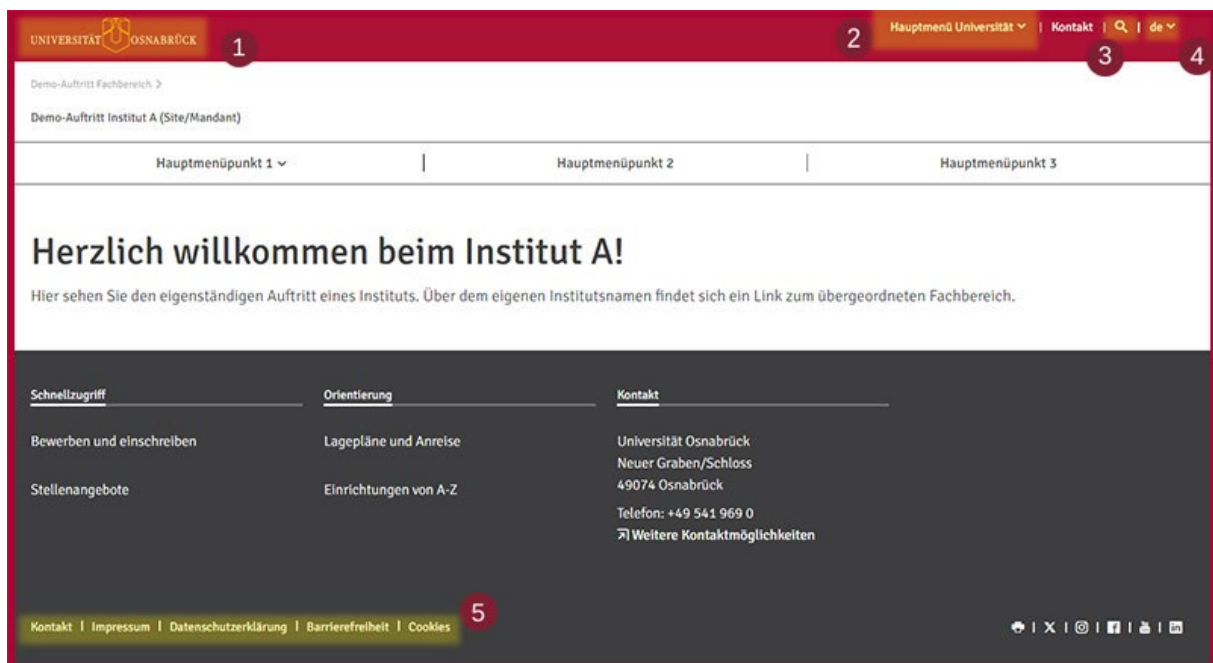 UNIVERSITÄT OSNABRÜCK
1
2
Hauptmenü Universität | Kontakt | | de
3
4
Demo-Auftritt Fachbereich
Demo-Auftritt Institut A (Site/Mandant)
Hauptmenüpunkt 1 | Hauptmenüpunkt 2 | Hauptmenüpunkt 3
Herzlich willkommen beim Institut A!
Hier sehen Sie den eigenständigen Auftritt eines Instituts. Über dem eigenen Institutsnamen findet sich ein Link zum übergeordneten Fachbereich.
Schnellzugriff
Bewerben und einschreiben
Stellenangebote
Orientierung
Lagepläne und Anreise
Einrichtungen von A-Z
Kontakt
Universität Osnabrück
Neuer Graben/Schloss
49074 Osnabrück
Telefon: +49 541 969 0
Weitere Kontaktmöglichkeiten
Kontakt | Impressum | Datenschutzerklärung | Barrierefreiheit | Cookies
5